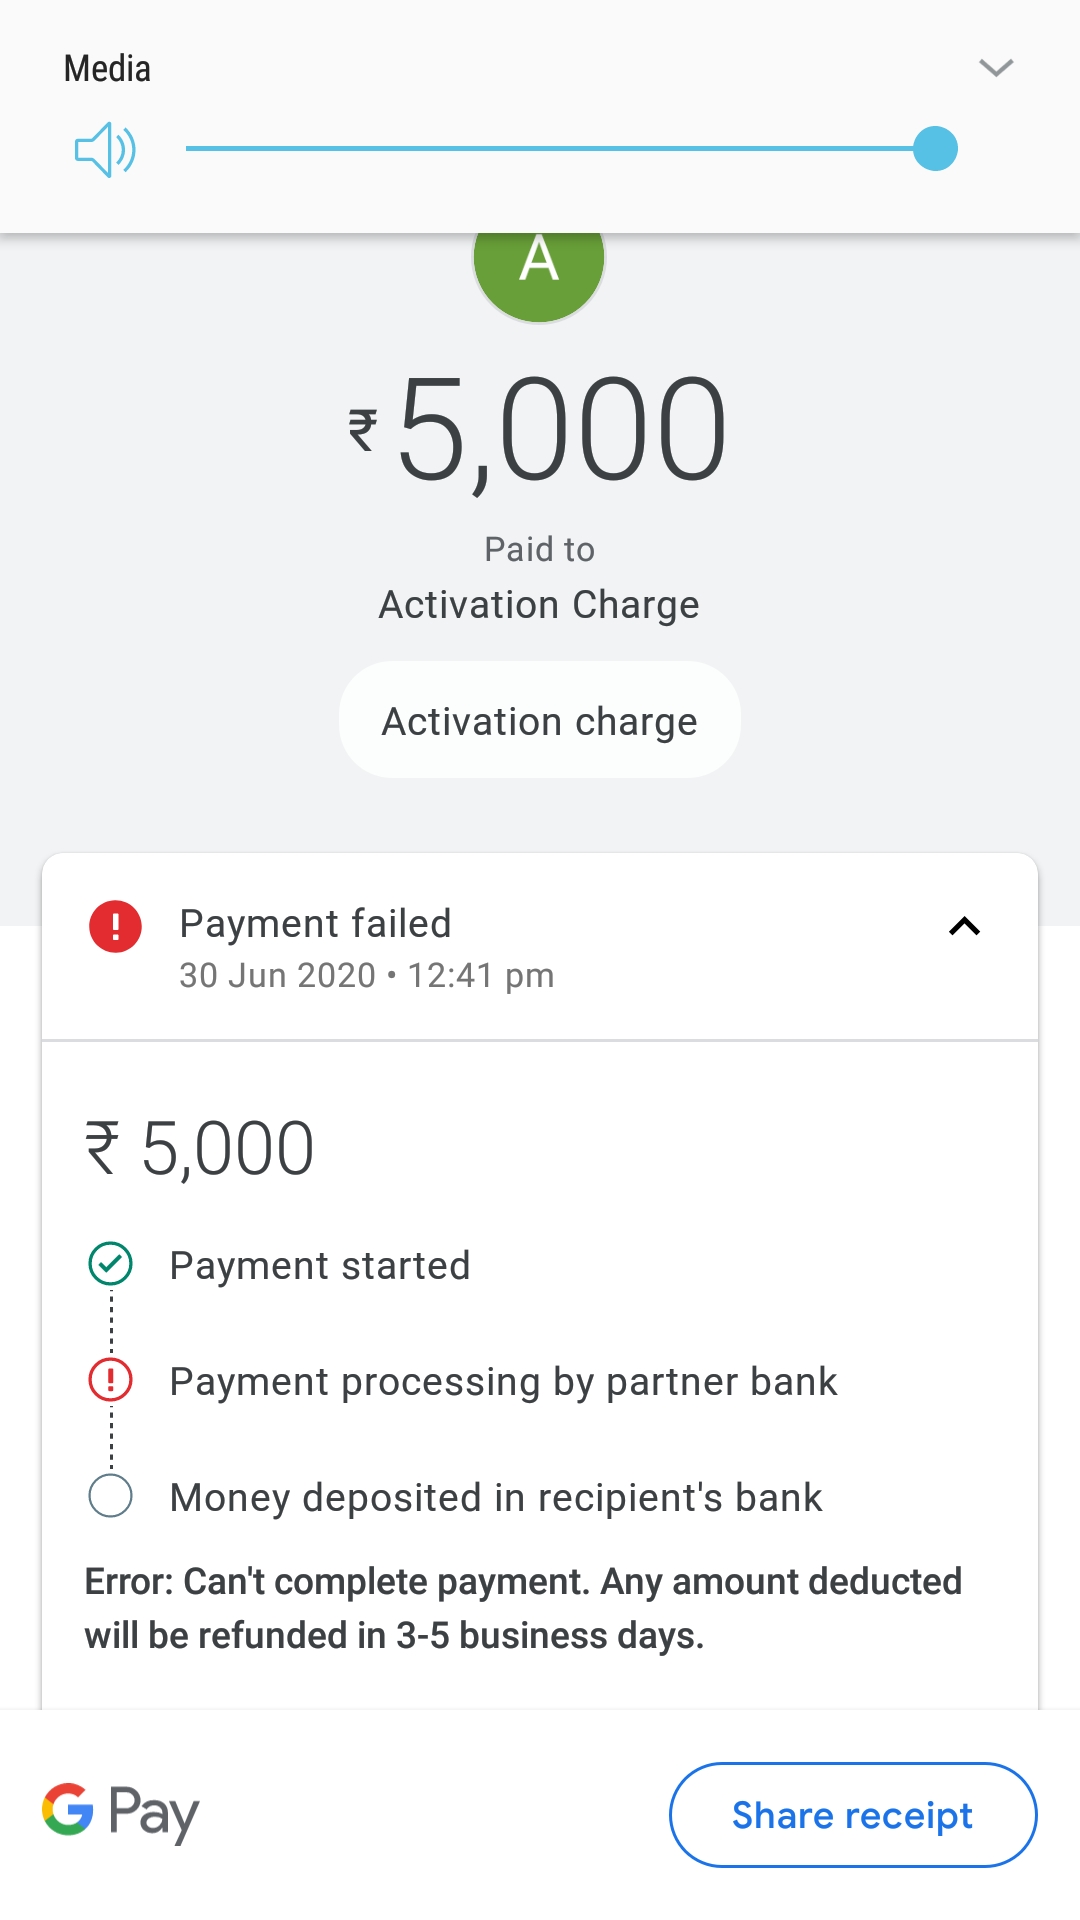 Media
A
₹5,000
Paid to
Activation Charge
Activation charge
Payment failed
30 Jun 2020 • 12:41 pm
₹ 5,000
Payment started
Payment processing by partner bank
Money deposited in recipient's bank
Error: Can't complete payment. Any amount deducted
will be refunded in 3-5 business days.
G Pay
Share receipt